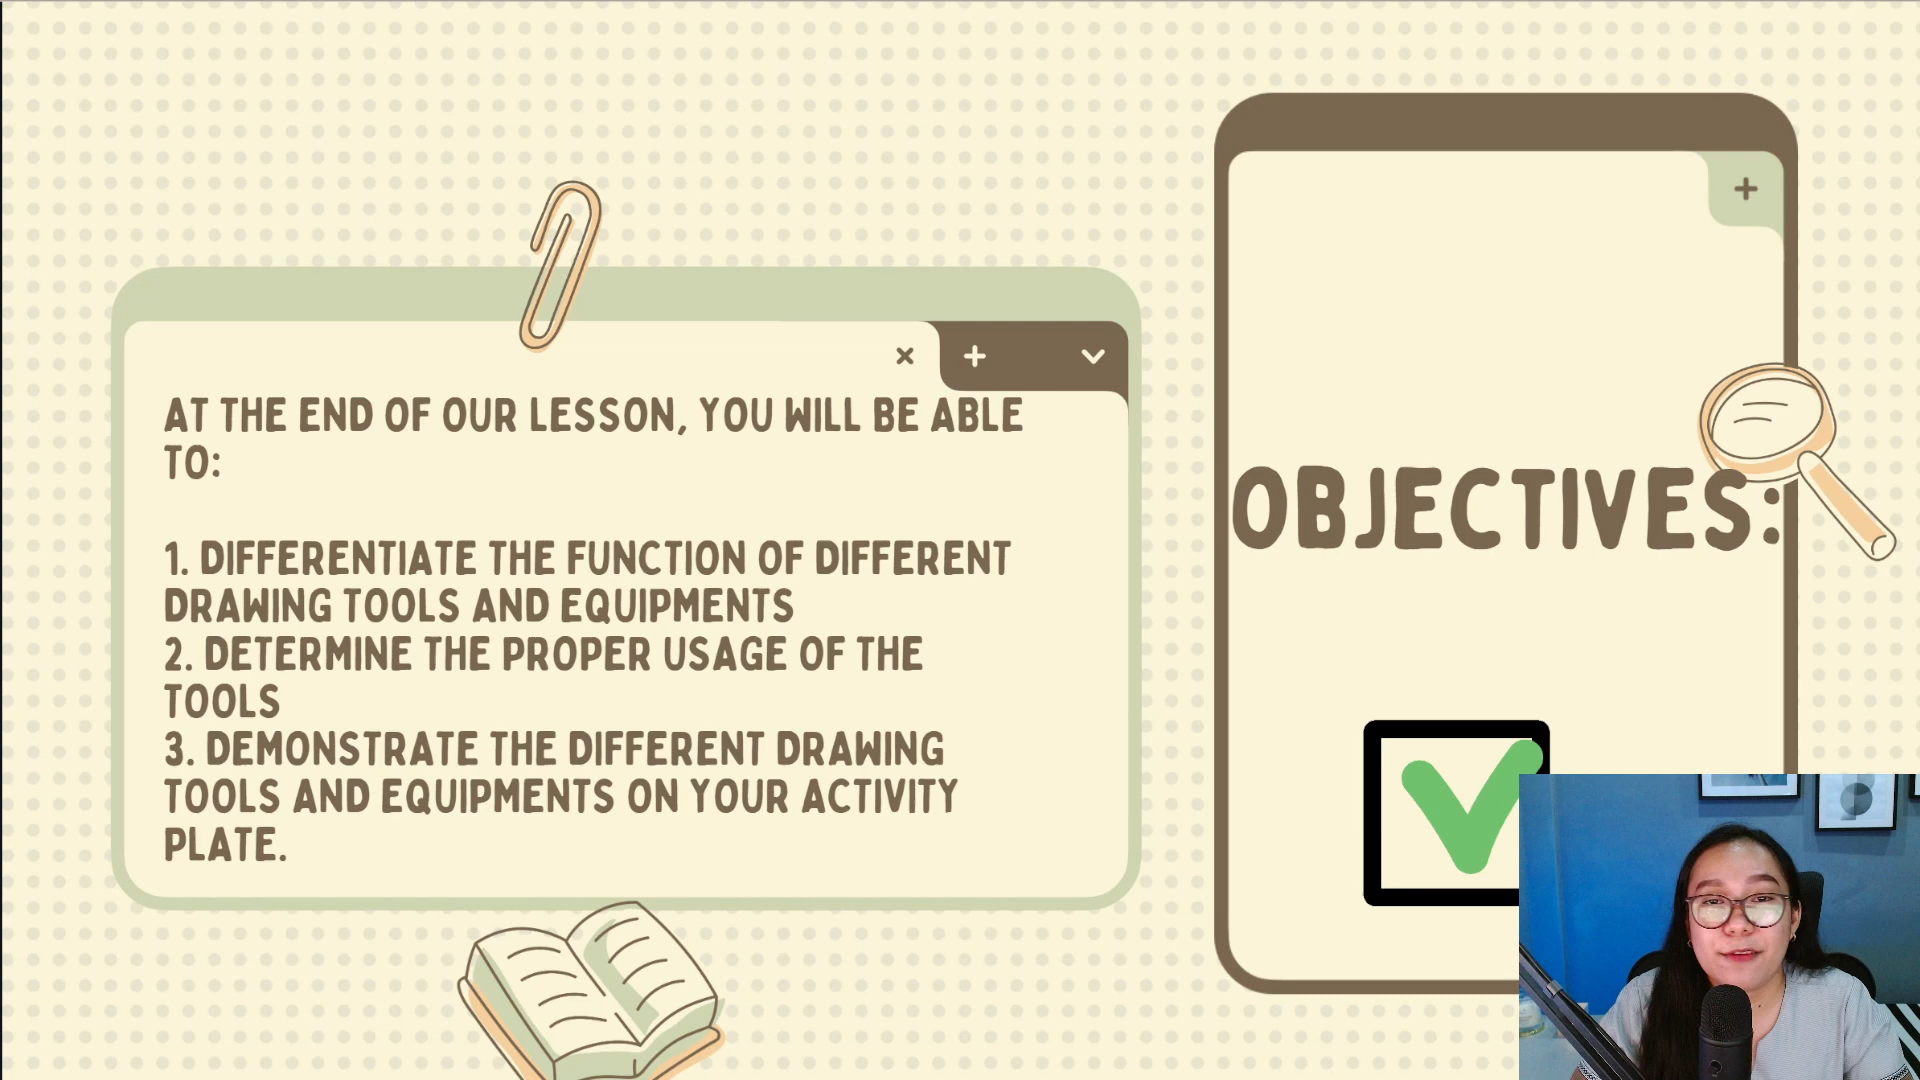 AT THE END OF OUR LESSON, YOU WILL BE ABLE
TO:
1. DIFFERENTIATE THE FUNCTION OF DIFFERENT
DRAWING TOOLS AND EQUIPMENTS
2. DETERMINE THE PROPER USAGE OF THE
TOOLS
3. DEMONSTRATE THE DIFFERENT DRAWING
TOOLS AND EQUIPMENTS ON YOUR ACTIVITY
PLATE.
OBJECTIVES: